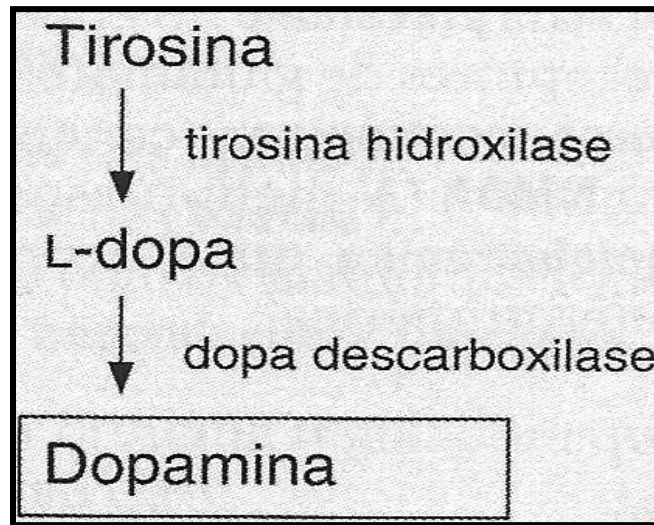 Tirosina
tirosina hidroxilase
L-dopa
dopa descarboxilase
Dopamina